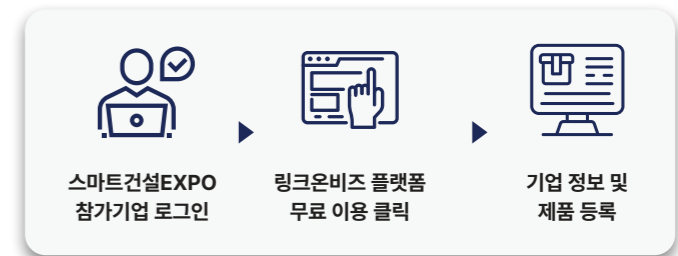 스마트건설EXPO
참가기업 로그인
링크온비즈 플랫폼
무료 이용 클릭
기업 정보 및
제품 등록